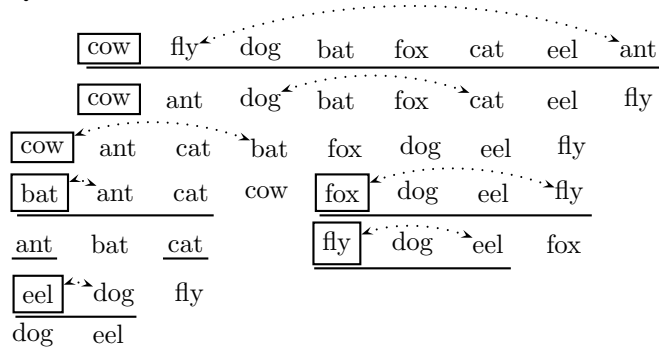 cow fly dog bat fox cat eel ant
cow ant dog bat fox cat eel fly
cow ant cat bat fox dog eel fly
bat ant cat cow fox dog eel fly
ant bat cat fly dog eel fox
eel dog fly
dog eel